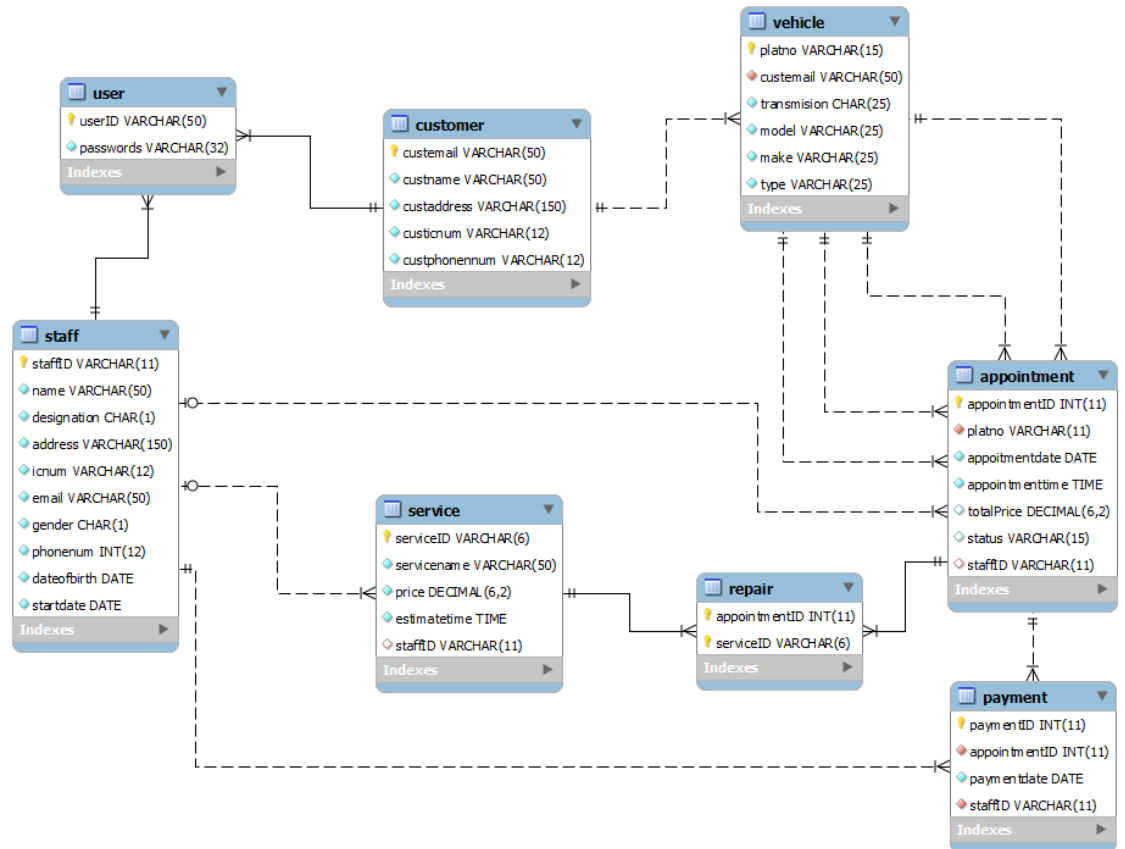 user
userID VARCHAR(50)
passwords VARCHAR(32)
Indexes
customer
custemail VARCHAR(50)
custname VARCHAR(50)
custaddress VARCHAR(150)
custicnum VARCHAR(12)
custphonennum VARCHAR(12)
Indexes
vehicle
platno VARCHAR(15)
custemail VARCHAR(50)
transmision CHAR(25)
model VARCHAR(25)
make VARCHAR(25)
type VARCHAR(25)
Indexes
staff
staffID VARCHAR(11)
name VARCHAR(50)
designation CHAR(1)
address VARCHAR(150)
icnum VARCHAR(12)
email VARCHAR(50)
gender CHAR(1)
phonenum INT(12)
dateofbirth DATE
startdate DATE
Indexes
service
serviceID VARCHAR(6)
servicename VARCHAR(50)
price DECIMAL(6,2)
estimatetime TIME
staffID VARCHAR(11)
Indexes
repair
appointmentID INT(11)
serviceID VARCHAR(6)
Indexes
appointment
appointmentID INT(11)
platno VARCHAR(11)
appoitmentdate DATE
appointmenttime TIME
totalPrice DECIMAL(6,2)
status VARCHAR(15)
staffID VARCHAR(11)
Indexes
payment
paymentID INT(11)
appointmentID INT(11)
paymentdate DATE
staffID VARCHAR(11)
Indexes